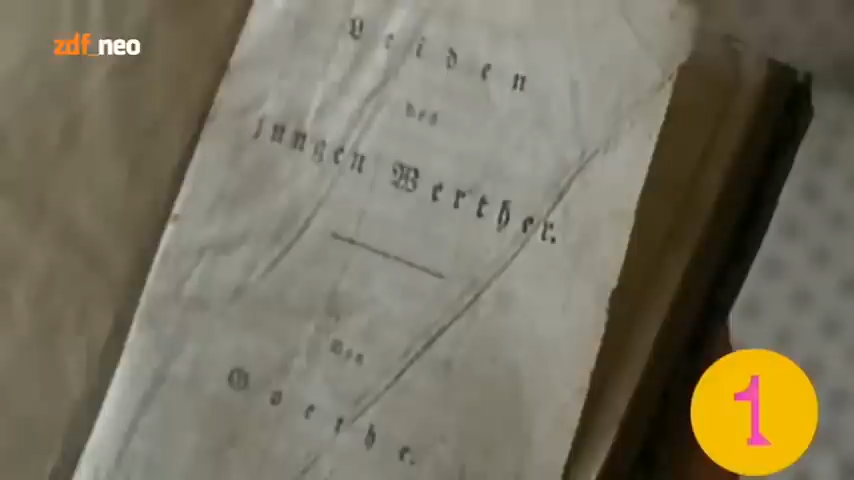 zdf_neo
Leiden
des
jungen Werther.
Von
Goethe.
1